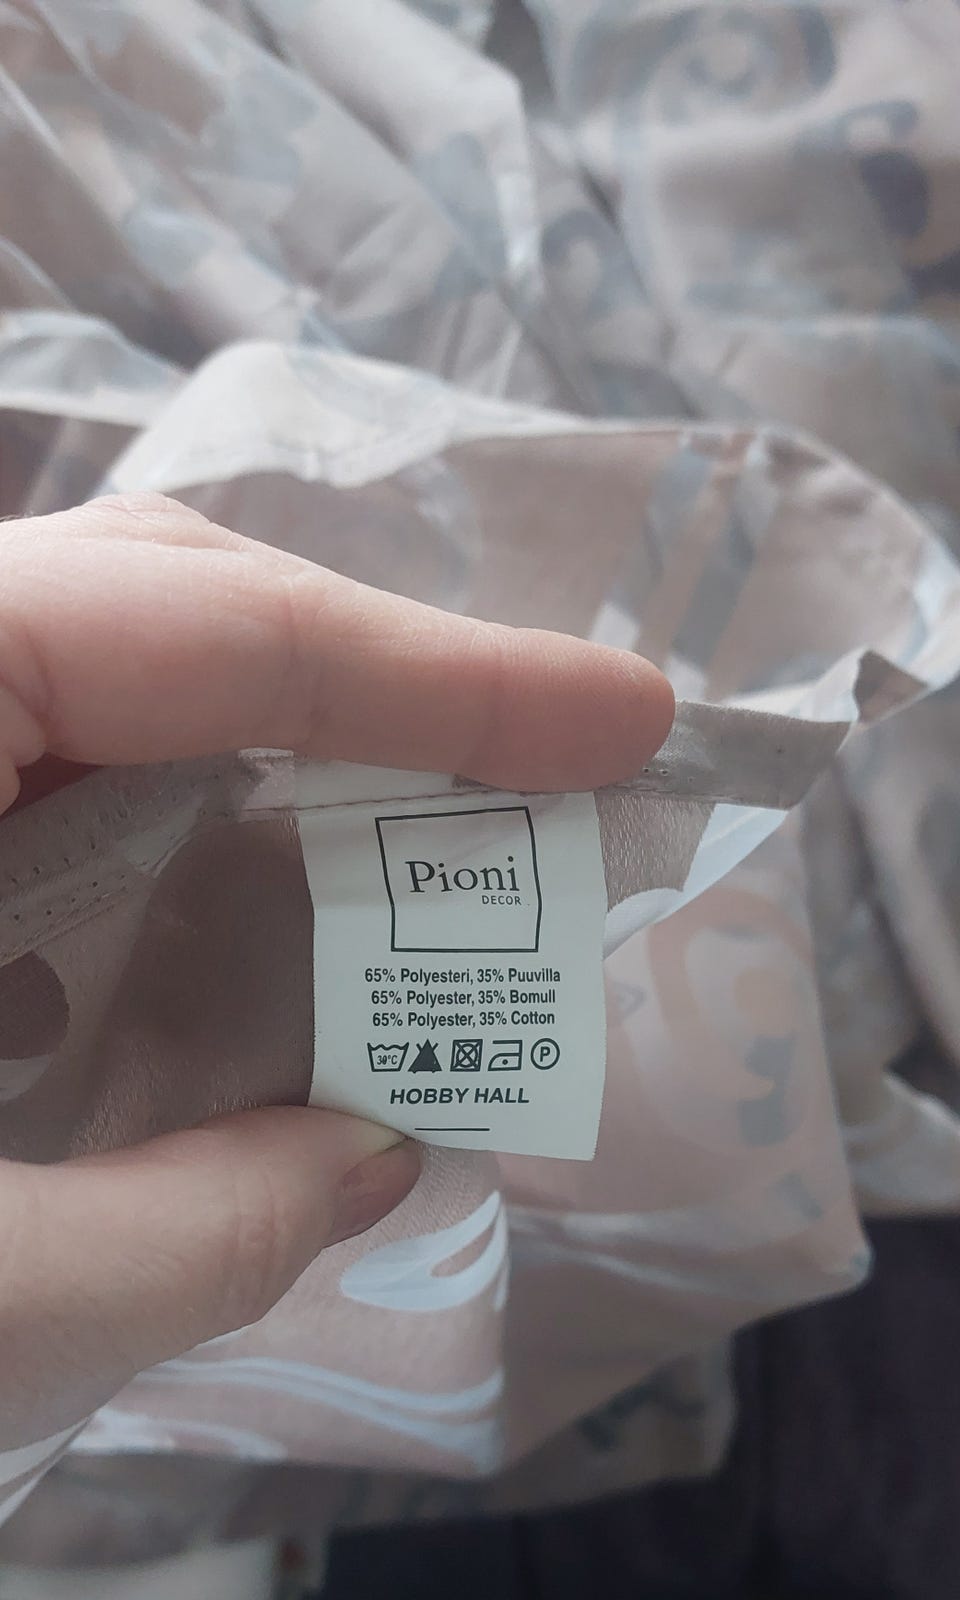 Pioni
DECOR
65% Polyesteri, 35% Puuvilla
65% Polyester, 35% Bomull
65% Polyester, 35% Cotton
30°C P
HOBBY HALL